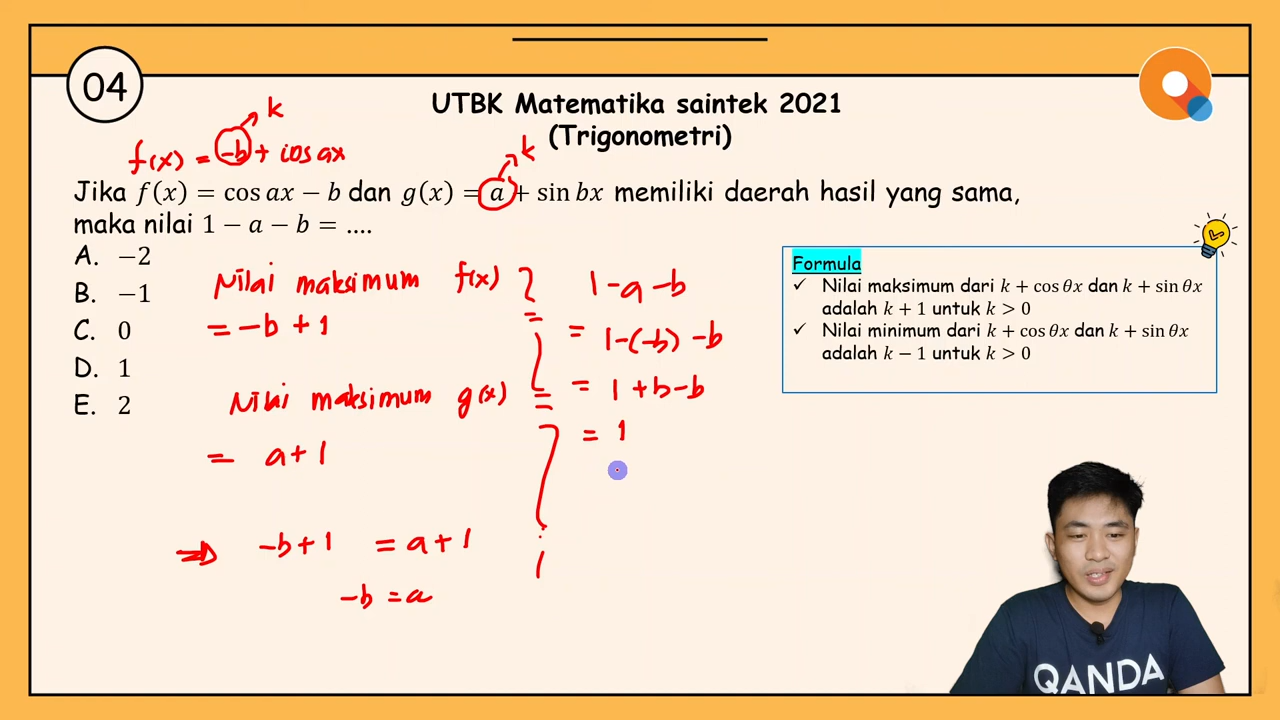 04
UTBK Matematika saintek 2021
(Trigonometri)
k
f(x) = -b + cos ax
k
Jika f(x) = cos ax − b dan g(x) = a + sin bx memiliki daerah hasil yang sama,
maka nilai 1 − a − b = ....
A. −2
B. −1
C. 0
D. 1
E. 2
Nilai maksimum f(x)
= -b + 1
Nilai maksimum g(x)
= a + 1
⇒ -b + 1 = a + 1
-b = a
1 - a - b
= 1 - (-b) - b
= 1 + b - b
= 1
Formula
✓ Nilai maksimum dari k + cos θx dan k + sin θx
adalah k + 1 untuk k > 0
✓ Nilai minimum dari k + cos θx dan k + sin θx
adalah k − 1 untuk k > 0
QANDA